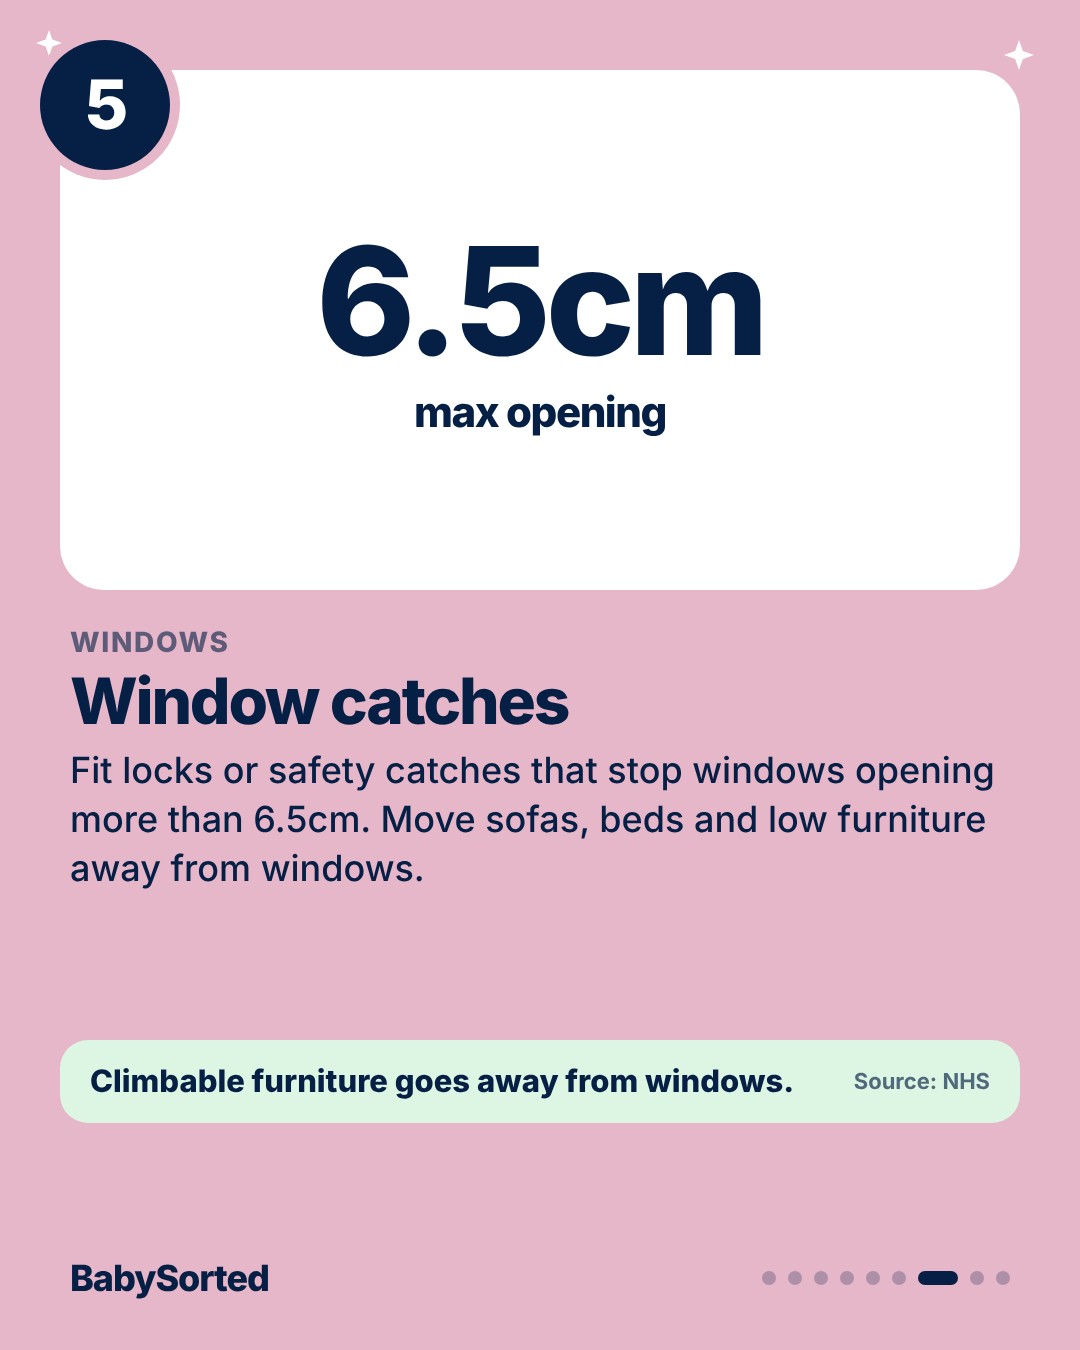 5
6.5cm
max opening
WINDOWS
Window catches
Fit locks or safety catches that stop windows opening
more than 6.5cm. Move sofas, beds and low furniture
away from windows.
Climbable furniture goes away from windows.
Source: NHS
BabySorted